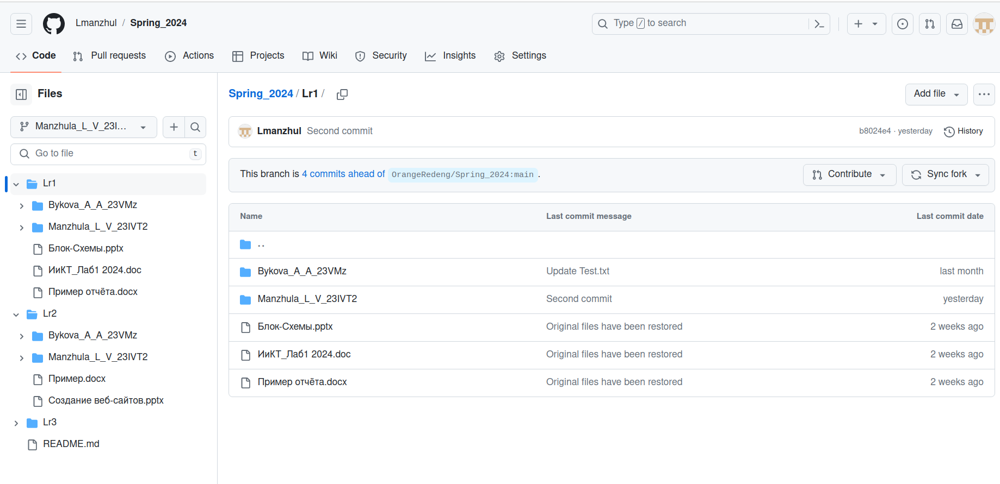 Lmanzhul / Spring_2024
Type / to search
Code
Pull requests
Actions
Projects
Wiki
Security
Insights
Settings
Files
Manzhula_L_V_23I...
Go to file
t
Lr1
Bykova_A_A_23VMz
Manzhula_L_V_23IVT2
Блок-Схемы.pptx
ИиКТ_Лаб1 2024.doc
Пример отчёта.docx
Lr2
Bykova_A_A_23VMz
Manzhula_L_V_23IVT2
Пример.docx
Создание веб-сайтов.pptx
Lr3
README.md
Spring_2024 / Lr1 /
Add file
Lmanzhul Second commit
b8024e4 · yesterday
History
This branch is 4 commits ahead of OrangeRedeng/Spring_2024:main .
Contribute
Sync fork
Name Last commit message Last commit date
..
Bykova_A_A_23VMz Update Test.txt last month
Manzhula_L_V_23IVT2 Second commit yesterday
Блок-Схемы.pptx Original files have been restored 2 weeks ago
ИиКТ_Лаб1 2024.doc Original files have been restored 2 weeks ago
Пример отчёта.docx Original files have been restored 2 weeks ago